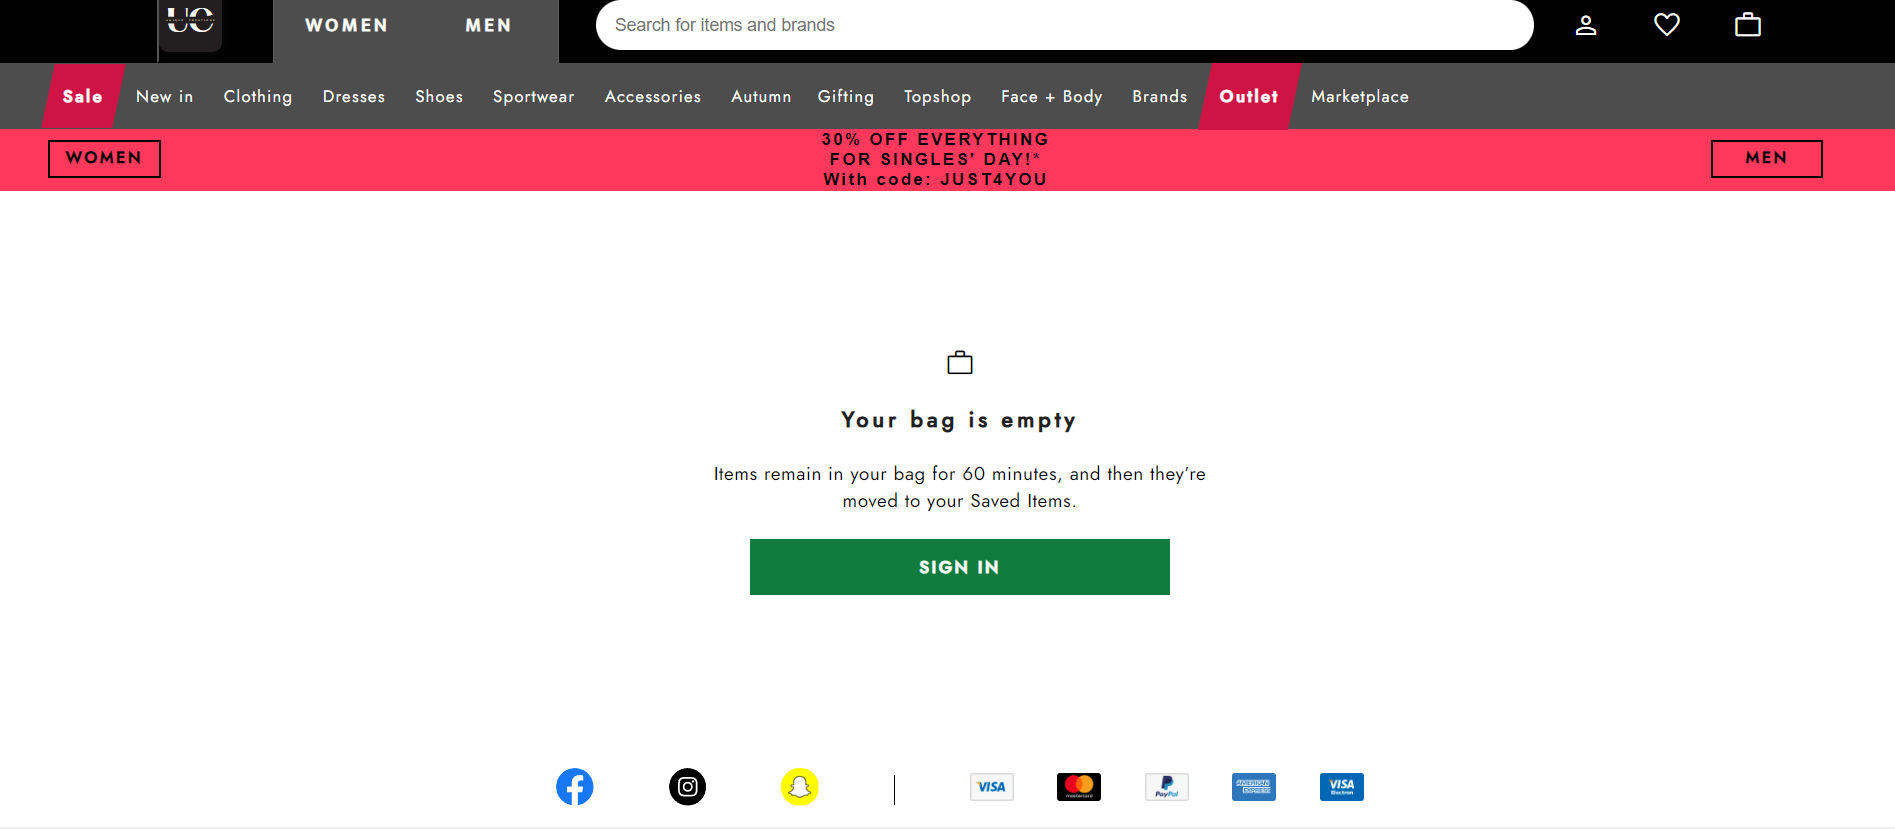 UC
WOMEN
MEN
Search for items and brands
Sale
New in
Clothing
Dresses
Shoes
Sportwear
Accessories
Autumn
Gifting
Topshop
Face + Body
Brands
Outlet
Marketplace
WOMEN
30% OFF EVERYTHING
FOR SINGLES' DAY!*
With code: JUST4YOU
MEN
Your bag is empty
Items remain in your bag for 60 minutes, and then they’re
moved to your Saved Items.
SIGN IN
VISA
mastercard
PayPal
AMERICAN
EXPRESS
VISA
Electron